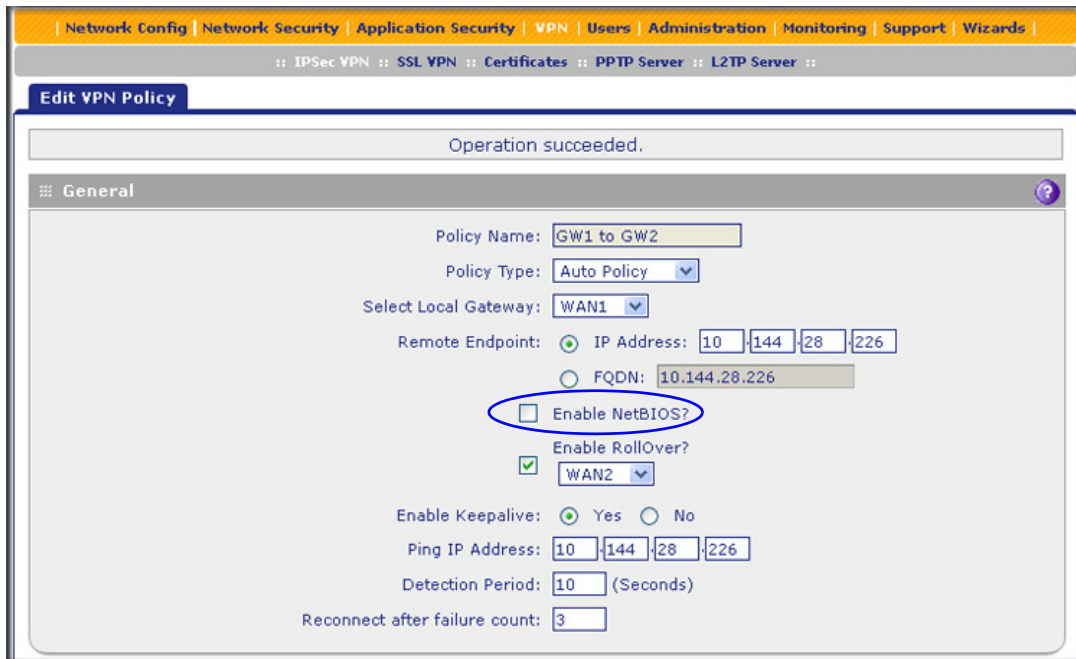 | Network Config | Network Security | Application Security | VPN | Users | Administration | Monitoring | Support | Wizards |
:: IPSec VPN :: SSL VPN :: Certificates :: PPTP Server :: L2TP Server ::
Edit VPN Policy
Operation succeeded.
General ?
Policy Name: GW1 to GW2
Policy Type: Auto Policy
Select Local Gateway: WAN1
Remote Endpoint: IP Address: 10 .144 .28 .226
FQDN: 10.144.28.226
Enable NetBIOS?
Enable RollOver?
WAN2
Enable Keepalive: Yes No
Ping IP Address: 10 .144 .28 .226
Detection Period: 10 (Seconds)
Reconnect after failure count: 3